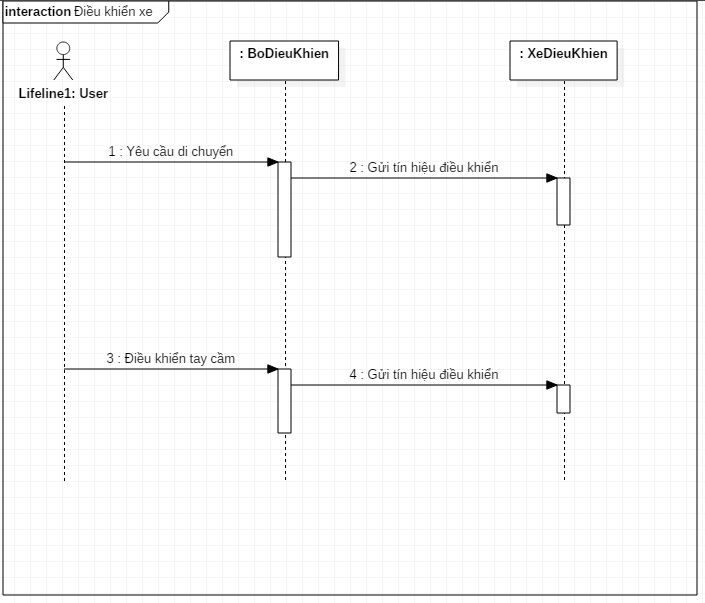 interaction Điều khiển xe
Lifeline1: User
: BoDieuKhien
: XeDieuKhien
1 : Yêu cầu di chuyển
2 : Gửi tín hiệu điều khiển
3 : Điều khiển tay cầm
4 : Gửi tín hiệu điều khiển